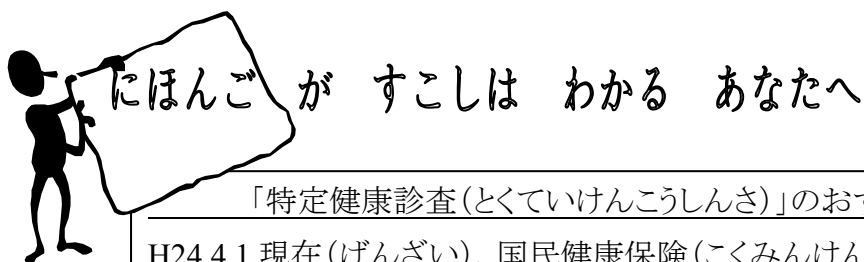 にほんご が すこしは わかる あなたへ
「特定健康診査(とくていけんこうしんさ)」のおす
H24.4.1 現在(げんざい)、国民健康保険(こくみんけん